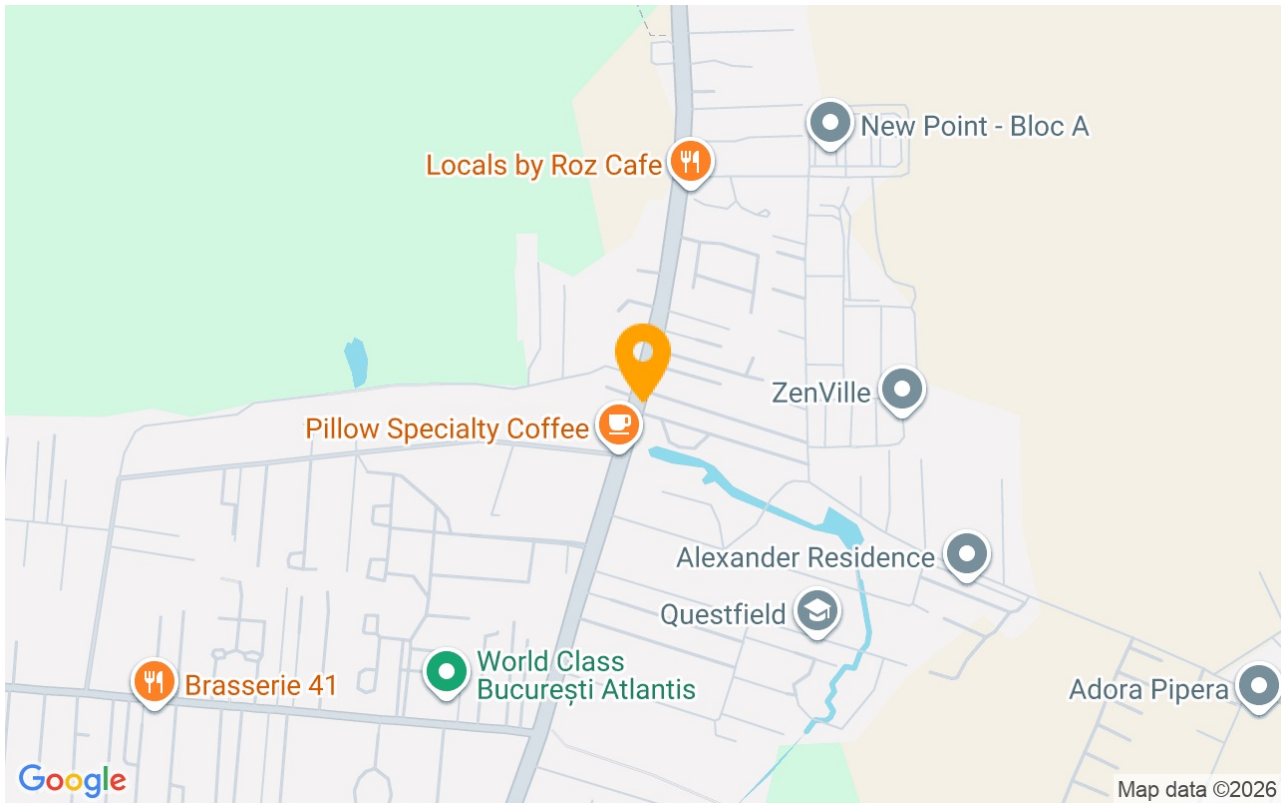 New Point - Bloc A
Locals by Roz Cafe
ZenVille
Pillow Specialty Coffee
Alexander Residence
Questfield
World Class
București Atlantis
Brasserie 41
Adora Pipera
Google
Map data ©2026